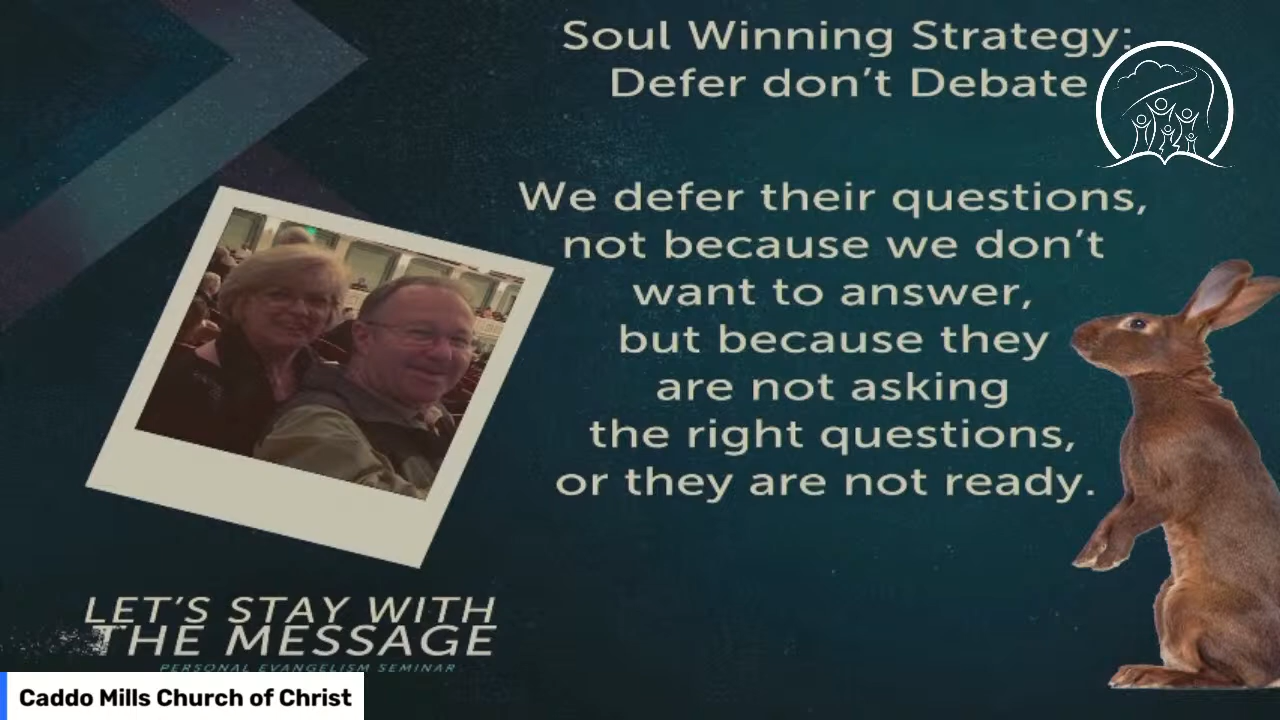 Soul Winning Strategy:
Defer don't Debate
We defer their questions,
not because we don't
want to answer,
but because they
are not asking
the right questions,
or they are not ready.
LET'S STAY WITH
THE MESSAGE
PERSONAL EVANGELISM SEMINAR
Caddo Mills Church of Christ